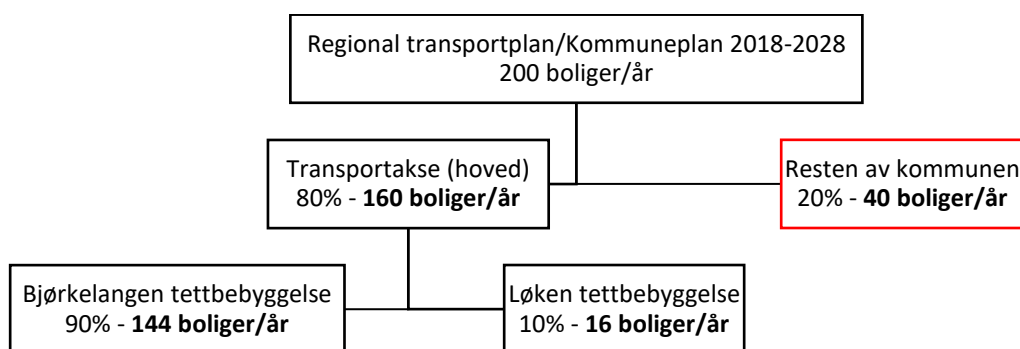 Regional transportplan/Kommuneplan 2018-2028
200 boliger/år
Transportakse (hoved)
80% - 160 boliger/år
Resten av kommunen
20% - 40 boliger/år
Bjørkelangen tettbebyggelse
90% - 144 boliger/år
Løken tettbebyggelse
10% - 16 boliger/år